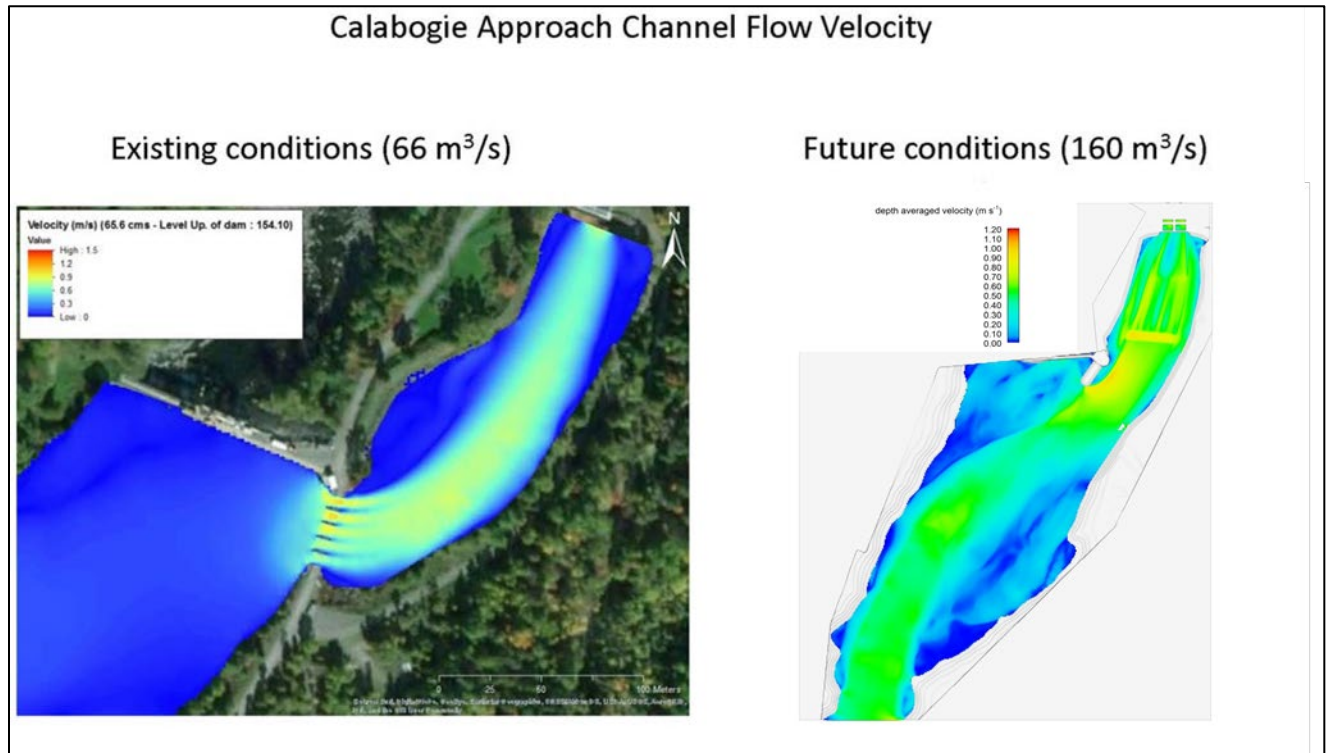 Calabogie Approach Channel Flow Velocity
Existing conditions (66 m³/s)
Velocity (m/s) (65.6 cms - Level Up. of dam : 154.10)
Value
High : 1.5
1.2
0.9
0.6
0.3
Low : 0
N
0 25 50 100 Meters
Future conditions (160 m³/s)
depth averaged velocity (m s⁻¹)
1.20
1.10
1.00
0.90
0.80
0.70
0.60
0.50
0.40
0.30
0.20
0.10
0.00